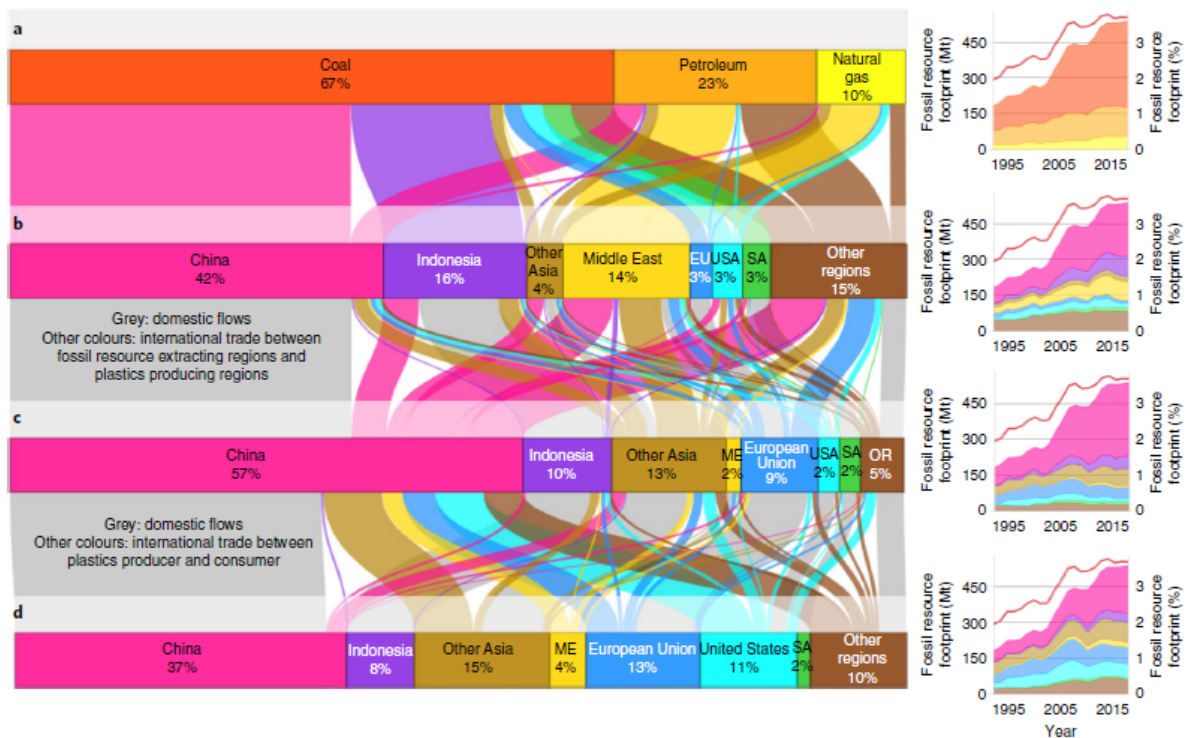 a
Coal
67%
Petroleum
23%
Natural
gas
10%
b
China
42%
Indonesia
16%
Other
Asia
4%
Middle East
14%
EU
3%
USA
3%
SA
3%
Other
regions
15%
Grey: domestic flows
Other colours: international trade between
fossil resource extracting regions and
plastics producing regions
c
China
57%
Indonesia
10%
Other Asia
13%
ME
2%
European
Union
9%
USA
2%
SA
2%
OR
5%
Grey: domestic flows
Other colours: international trade between
plastics producer and consumer
d
China
37%
Indonesia
8%
Other Asia
15%
ME
4%
European Union
13%
United States
11%
SA
2%
Other
regions
10%
Fossil resource
footprint (Mt)
450
300
150
0
3
2
1
0
Fossil resource
footprint (%)
1995
2005
2015
Fossil resource
footprint (Mt)
450
300
150
0
3
2
1
0
Fossil resource
footprint (%)
1995
2005
2015
Fossil resource
footprint (Mt)
450
300
150
0
3
2
1
0
Fossil resource
footprint (%)
1995
2005
2015
Fossil resource
footprint (Mt)
450
300
150
0
3
2
1
0
Fossil resource
footprint (%)
1995
2005
2015
Year